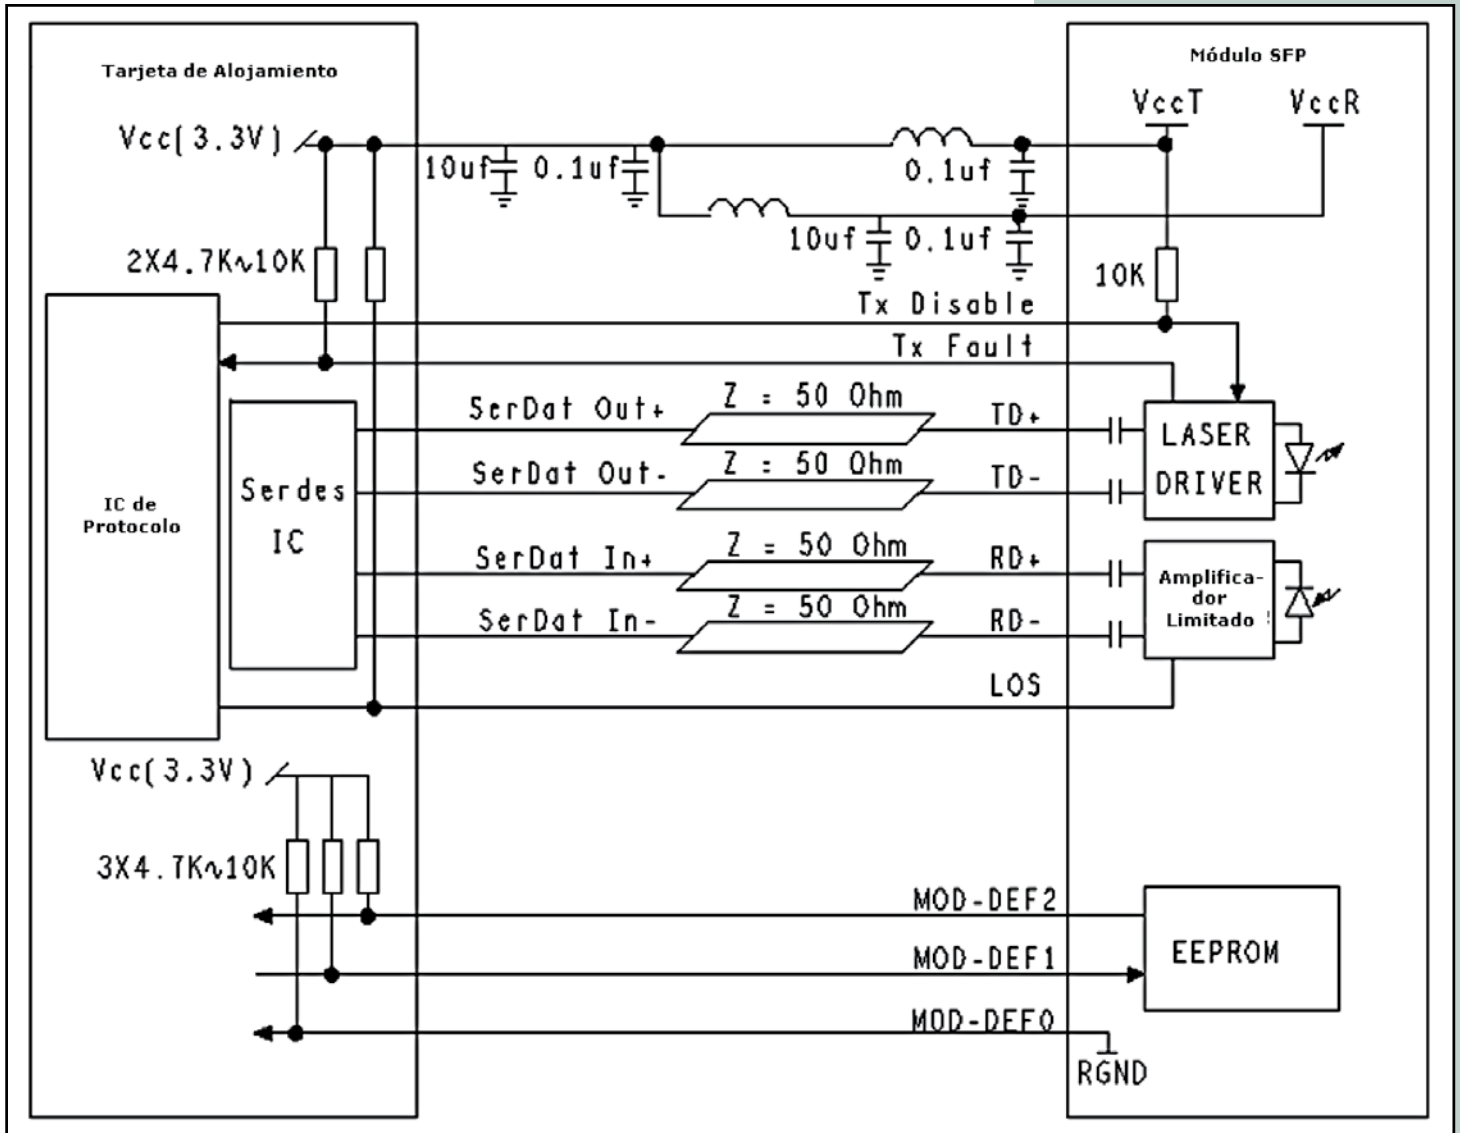 Tarjeta de Alojamiento
Módulo SFP
VccT
VccR
Vcc(3.3V)
10uf
0.1uf
0.1uf
10uf
0.1uf
2X4.7K~10K
10K
Tx Disable
Tx Fault
SerDat Out+
Z = 50 Ohm
TD+
LASER
DRIVER
SerDat Out-
Z = 50 Ohm
TD-
Serdes
IC
IC de
Protocolo
SerDat In+
Z = 50 Ohm
RD+
Amplifica-
dor
Limitado
SerDat In-
Z = 50 Ohm
RD-
LOS
Vcc(3.3V)
3X4.7K~10K
MOD-DEF2
EEPROM
MOD-DEF1
MOD-DEF0
RGND